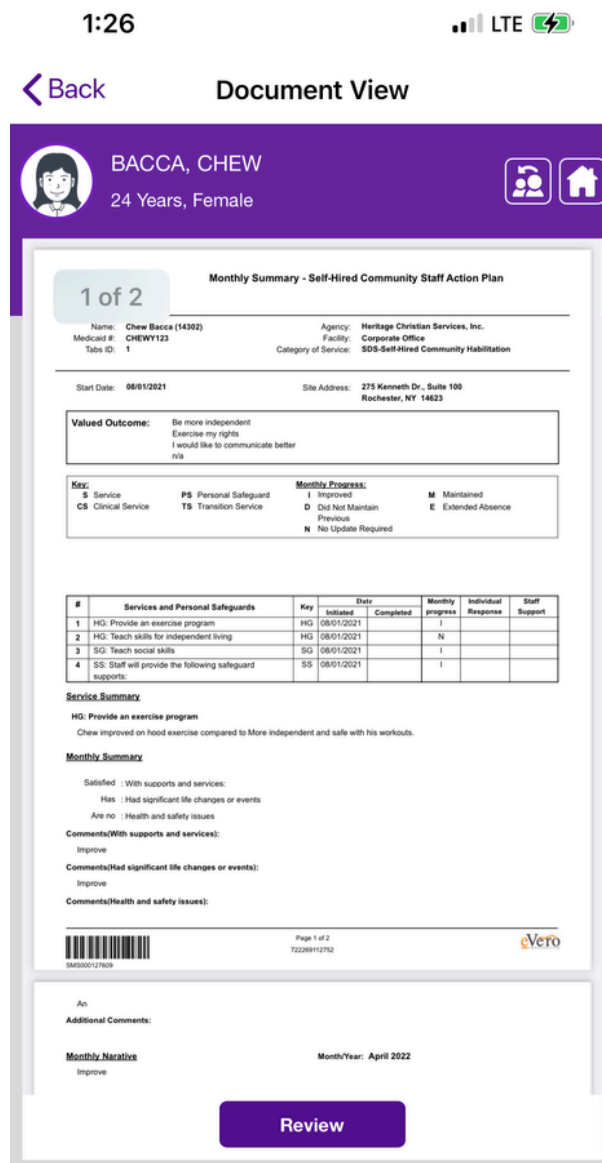 1:26 LTE
Back Document View
BACCA, CHEW
24 Years, Female
1 of 2
Monthly Summary - Self-Hired Community Staff Action Plan
Name: Chew Bacca (14302) Agency: Heritage Christian Services, Inc.
Medicaid #: CHEWY123 Facility: Corporate Office
Tabs ID: 1 Category of Service: SDS-Self-Hired Community Habilitation
Start Date: 08/01/2021 Site Address: 275 Kenneth Dr., Suite 100
Rochester, NY 14623
Valued Outcome: Be more independent
Exercise my rights
I would like to communicate better
n/a
Key: Monthly Progress:
S Service PS Personal Safeguard I Improved M Maintained
CS Clinical Service TS Transition Service D Did Not Maintain E Extended Absence
Previous
N No Update Required
# Services and Personal Safeguards Key Date Monthly progress Individual Response Staff Support
Initiated Completed
1 HG: Provide an exercise program HG 08/01/2021 I
2 HG: Teach skills for independent living HG 08/01/2021 N
3 SG: Teach social skills SG 08/01/2021 I
4 SS: Staff will provide the following safeguard SS 08/01/2021 I
supports:
Service Summary
HG: Provide an exercise program
Chew improved on hood exercise compared to More independent and safe with his workouts.
Monthly Summary
Satisfied : With supports and services:
Has : Had significant life changes or events
Are no : Health and safety issues
Comments(With supports and services):
Improve
Comments(Had significant life changes or events):
Improve
Comments(Health and safety issues):
Page 1 of 2
722269112752
eVero
SMS000127609
An
Additional Comments:
Monthly Narative Month/Year: April 2022
Improve
Review